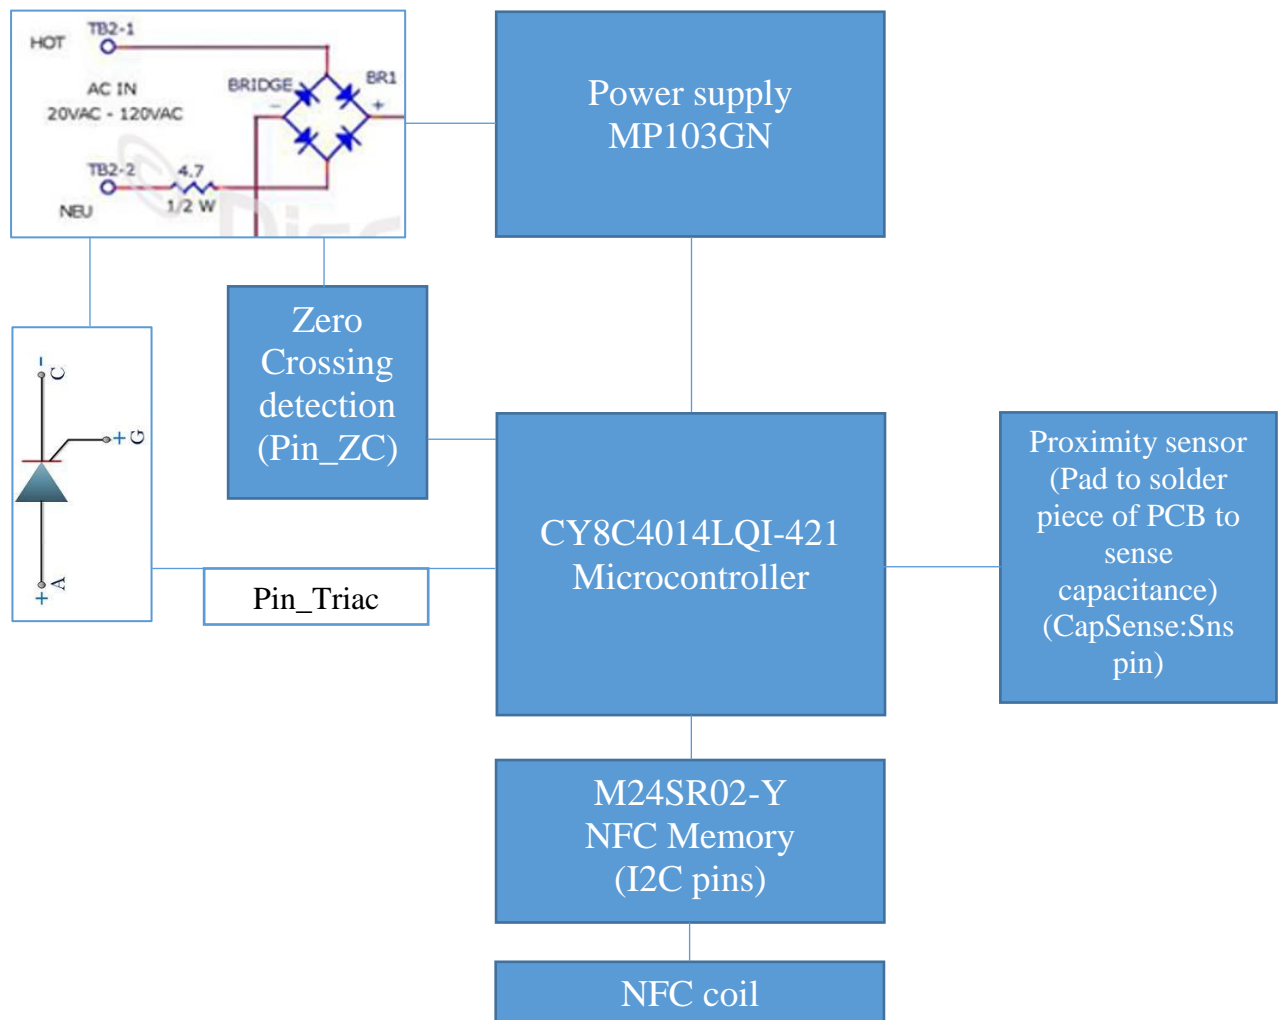 TB2-1
HOT
BRIDGE
BR1
AC IN
20VAC - 120VAC
-
+
TB2-2
4.7
1/2 W
NEU
Power supply
MP103GN
Zero
Crossing
detection
(Pin_ZC)
- C
+ G
+ A
Pin_Triac
CY8C4014LQI-421
Microcontroller
Proximity sensor
(Pad to solder
piece of PCB to
sense
capacitance)
(CapSense:Sns
pin)
M24SR02-Y
NFC Memory
(I2C pins)
NFC coil